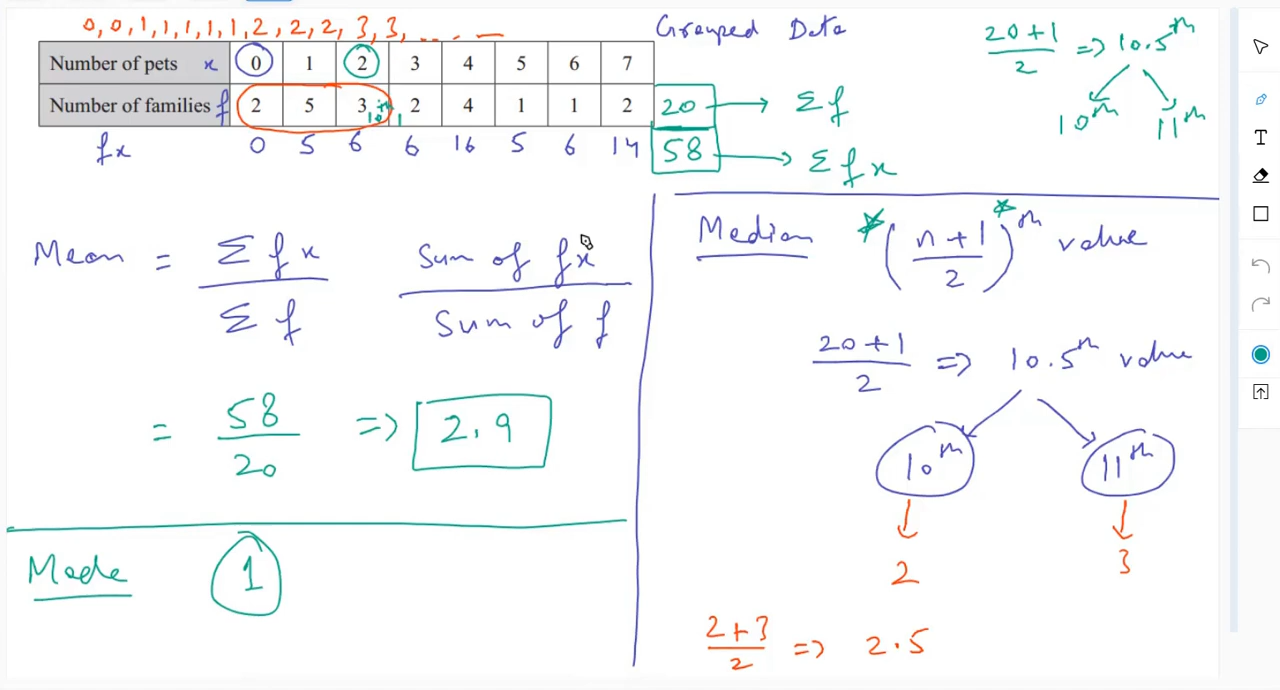 0,0,1,1,1,1,1,2,2,2,3,3, ... — —
Grouped Data
Number of pets x 0 1 2 3 4 5 6 7
Number of families f 2 5 3 2 4 1 1 2 20 → Σf
10th 11
fx 0 5 6 6 16 5 6 14 58 → Σfx
20+1 / 2 => 10.5th
10th 11th
Mean = Σfx / Σf Sum of fx / Sum of f
= 58 / 20 => 2.9
Mode 1
Median * (n+1 / 2)* th value
20+1 / 2 => 10.5th value
10th 11th
2 3
2+3 / 2 => 2.5
T